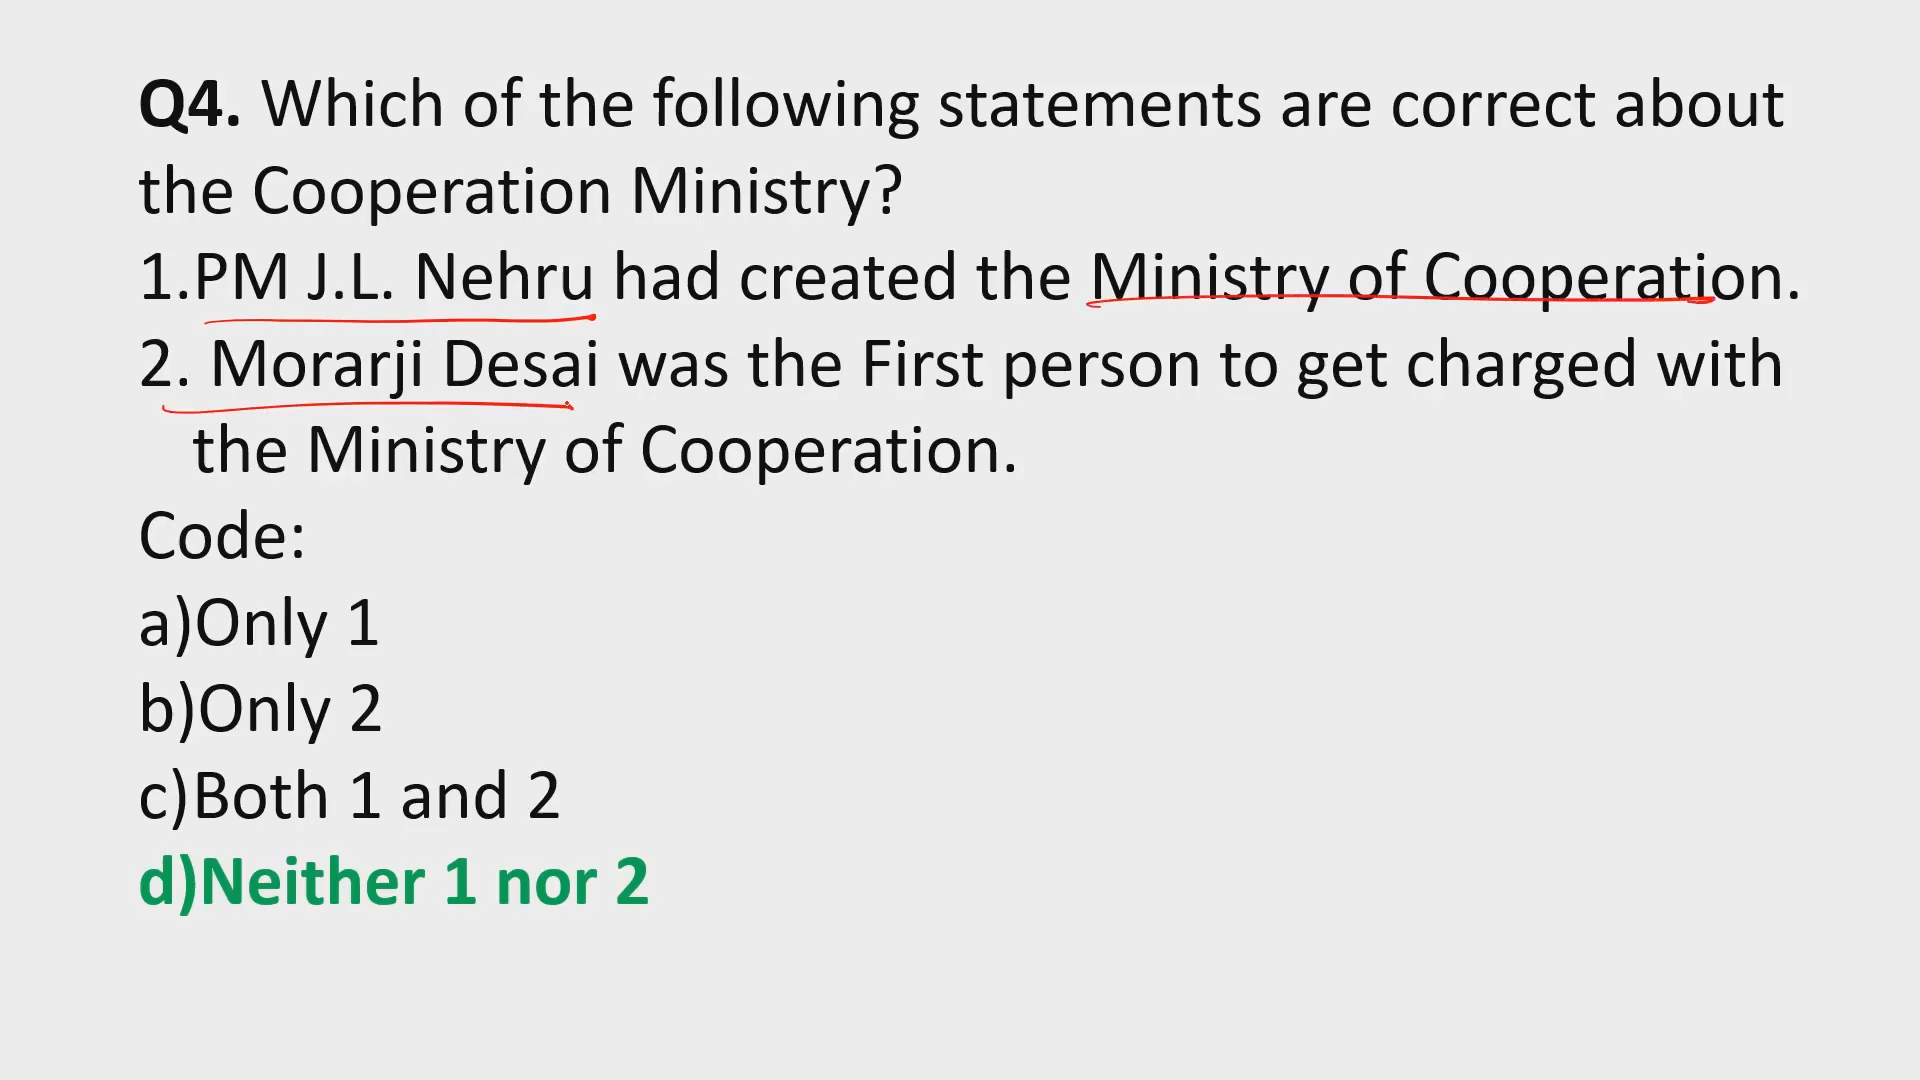 Q4. Which of the following statements are correct about
the Cooperation Ministry?
1.PM J.L. Nehru had created the Ministry of Cooperation.
2. Morarji Desai was the First person to get charged with
the Ministry of Cooperation.
Code:
a)Only 1
b)Only 2
c)Both 1 and 2
d)Neither 1 nor 2